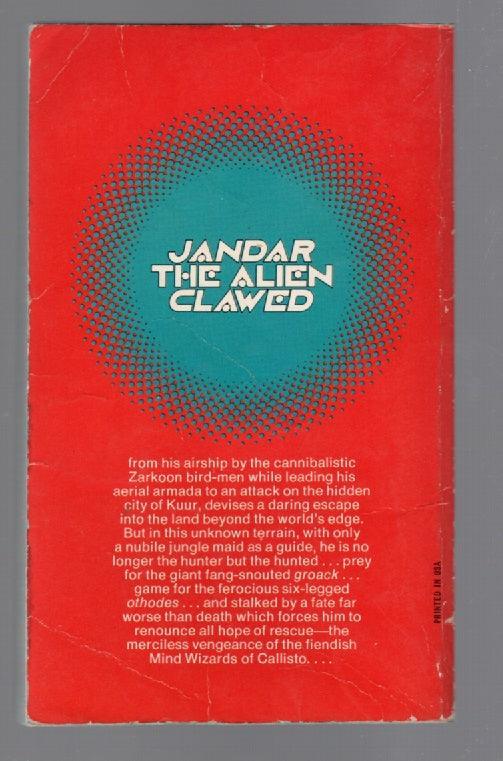 JANDAR
THE ALIEN
CLAWED
from his airship by the cannibalistic
Zarkoon bird-men while leading his
aerial armada to an attack on the hidden
city of Kuur, devises a daring escape
into the land beyond the world's edge.
But in this unknown terrain, with only
a nubile jungle maid as a guide, he is no
longer the hunter but the hunted . . . prey
for the giant fang-snouted groack . . .
game for the ferocious six-legged
othodes . . . and stalked by a fate far
worse than death which forces him to
renounce all hope of rescue—the
merciless vengeance of the fiendish
Mind Wizards of Callisto. . . .
PRINTED IN USA